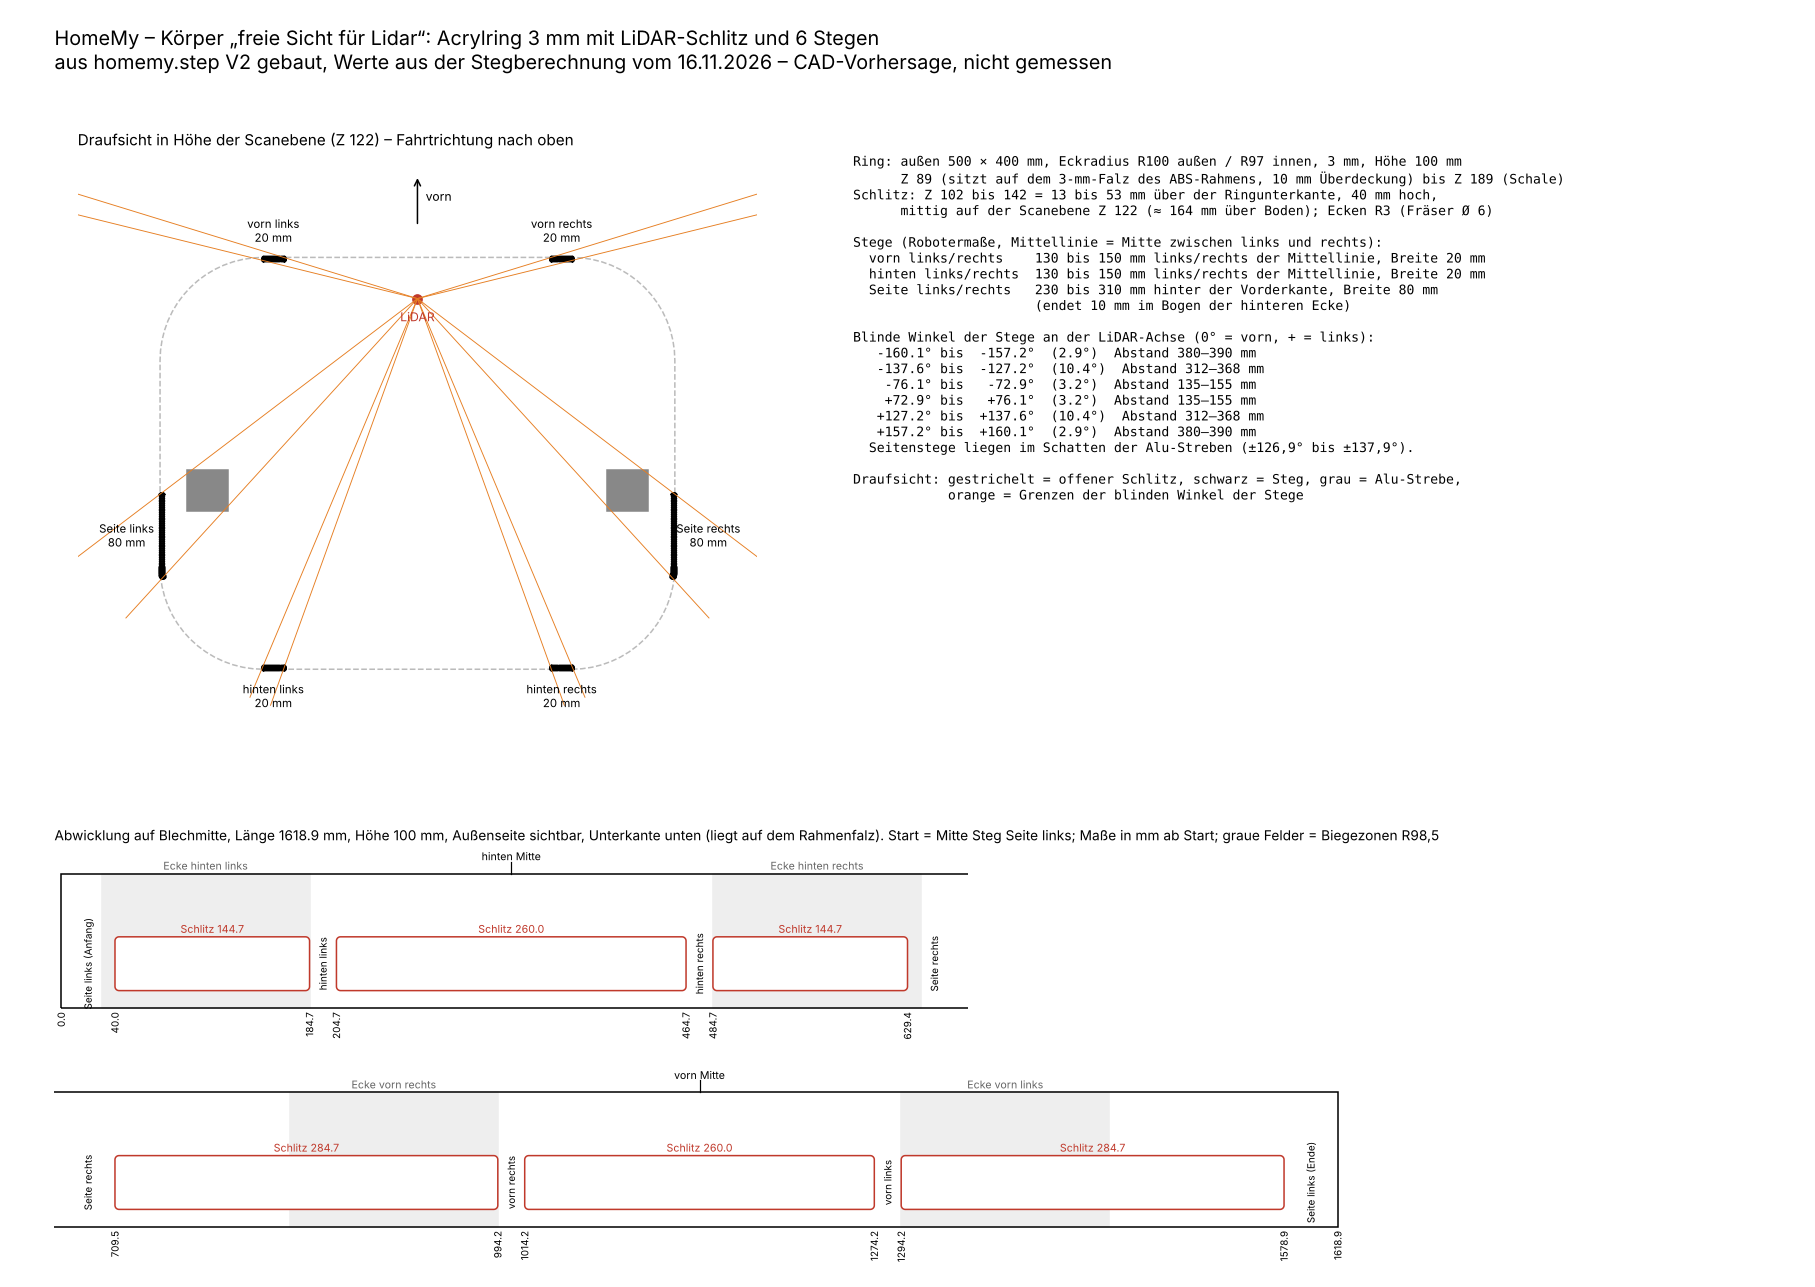 HomeMy – Körper „freie Sicht für Lidar“: Acrylring 3 mm mit LiDAR-Schlitz und 6 Stegen
aus homemy.step V2 gebaut, Werte aus der Stegberechnung vom 16.11.2026 – CAD-Vorhersage, nicht gemessen
Draufsicht in Höhe der Scanebene (Z 122) – Fahrtrichtung nach oben
vorn
vorn links
20 mm
vorn rechts
20 mm
LiDAR
Seite links
80 mm
Seite rechts
80 mm
hinten links
20 mm
hinten rechts
20 mm
Ring: außen 500 × 400 mm, Eckradius R100 außen / R97 innen, 3 mm, Höhe 100 mm
Z 89 (sitzt auf dem 3-mm-Falz des ABS-Rahmens, 10 mm Überdeckung) bis Z 189 (Schale)
Schlitz: Z 102 bis 142 = 13 bis 53 mm über der Ringunterkante, 40 mm hoch,
mittig auf der Scanebene Z 122 (≈ 164 mm über Boden); Ecken R3 (Fräser Ø 6)
Stege (Robotermaße, Mittellinie = Mitte zwischen links und rechts):
vorn links/rechts 130 bis 150 mm links/rechts der Mittellinie, Breite 20 mm
hinten links/rechts 130 bis 150 mm links/rechts der Mittellinie, Breite 20 mm
Seite links/rechts 230 bis 310 mm hinter der Vorderkante, Breite 80 mm
(endet 10 mm im Bogen der hinteren Ecke)
Blinde Winkel der Stege an der LiDAR-Achse (0° = vorn, + = links):
-160.1° bis -157.2° (2.9°) Abstand 380–390 mm
-137.6° bis -127.2° (10.4°) Abstand 312–368 mm
-76.1° bis -72.9° (3.2°) Abstand 135–155 mm
+72.9° bis +76.1° (3.2°) Abstand 135–155 mm
+127.2° bis +137.6° (10.4°) Abstand 312–368 mm
+157.2° bis +160.1° (2.9°) Abstand 380–390 mm
Seitenstege liegen im Schatten der Alu-Streben (±126,9° bis ±137,9°).
Draufsicht: gestrichelt = offener Schlitz, schwarz = Steg, grau = Alu-Strebe,
orange = Grenzen der blinden Winkel der Stege
Abwicklung auf Blechmitte, Länge 1618.9 mm, Höhe 100 mm, Außenseite sichtbar, Unterkante unten (liegt auf dem Rahmenfalz). Start = Mitte Steg Seite links; Maße in mm ab Start; graue Felder = Biegezonen R98,5
Ecke hinten links
hinten Mitte
Ecke hinten rechts
Seite links (Anfang)
Schlitz 144.7
hinten links
Schlitz 260.0
hinten rechts
Schlitz 144.7
Seite rechts
0.0
40.0
184.7
204.7
464.7
484.7
629.4
Ecke vorn rechts
vorn Mitte
Ecke vorn links
Seite rechts
Schlitz 284.7
vorn rechts
Schlitz 260.0
vorn links
Schlitz 284.7
Seite links (Ende)
709.5
994.2
1014.2
1274.2
1294.2
1578.9
1618.9